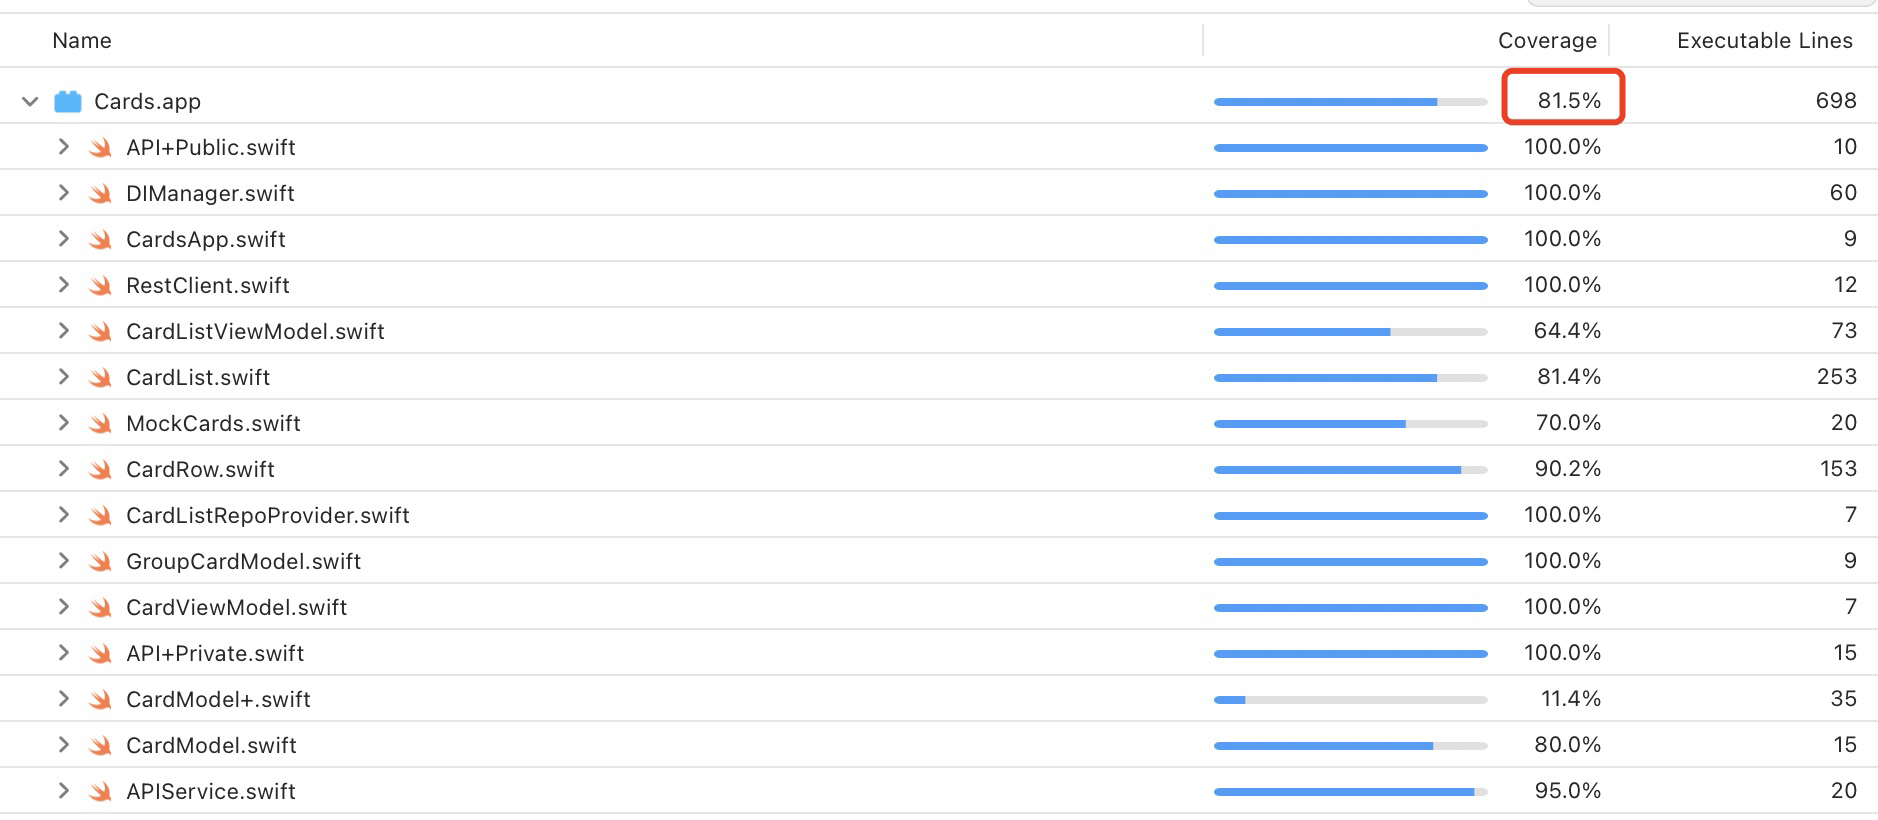 Name Coverage Executable Lines
Cards.app 81.5% 698
API+Public.swift 100.0% 10
DIManager.swift 100.0% 60
CardsApp.swift 100.0% 9
RestClient.swift 100.0% 12
CardListViewModel.swift 64.4% 73
CardList.swift 81.4% 253
MockCards.swift 70.0% 20
CardRow.swift 90.2% 153
CardListRepoProvider.swift 100.0% 7
GroupCardModel.swift 100.0% 9
CardViewModel.swift 100.0% 7
API+Private.swift 100.0% 15
CardModel+.swift 11.4% 35
CardModel.swift 80.0% 15
APIService.swift 95.0% 20